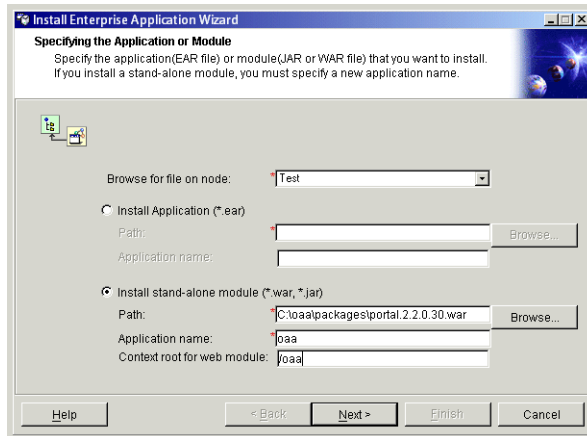 Install Enterprise Application Wizard
Specifying the Application or Module
Specify the application(EAR file) or module(JAR or WAR file) that you want to install.
If you install a stand-alone module, you must specify a new application name.
Browse for file on node: *Test
Install Application (*.ear)
Path: * Browse...
Application name:
Install stand-alone module (*.war, *.jar)
Path: *C:\oaa\packages\portal.2.2.0.30.war Browse...
Application name: *oaa
Context root for web module: /oaa
Help < Back Next > Finish Cancel